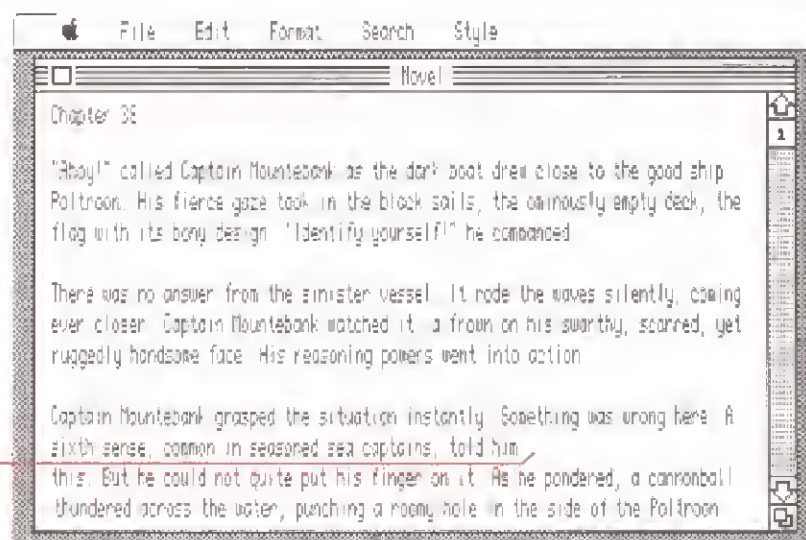 File Edit Format Search Style
Novel
Chapter 38
1
"Ahoy!" called Captain Mountebank as the dark boat drew close to the good ship
Poltroon. His fierce gaze took in the black sails, the ominously empty deck, the
flag with its bony design. "Identify yourself!" he commanded.
There was no answer from the sinister vessel. It rode the waves silently, coming
ever closer. Captain Mountebank watched it, a frown on his swarthy, scarred, yet
ruggedly handsome face. His reasoning powers went into action.
Captain Mountebank grasped the situation instantly. Something was wrong here. A
sixth sense, common in seasoned sea captains, told him
this. But he could not quite put his finger on it. As he pondered, a cannonball
thundered across the water, punching a roomy hole in the side of the Poltroon.